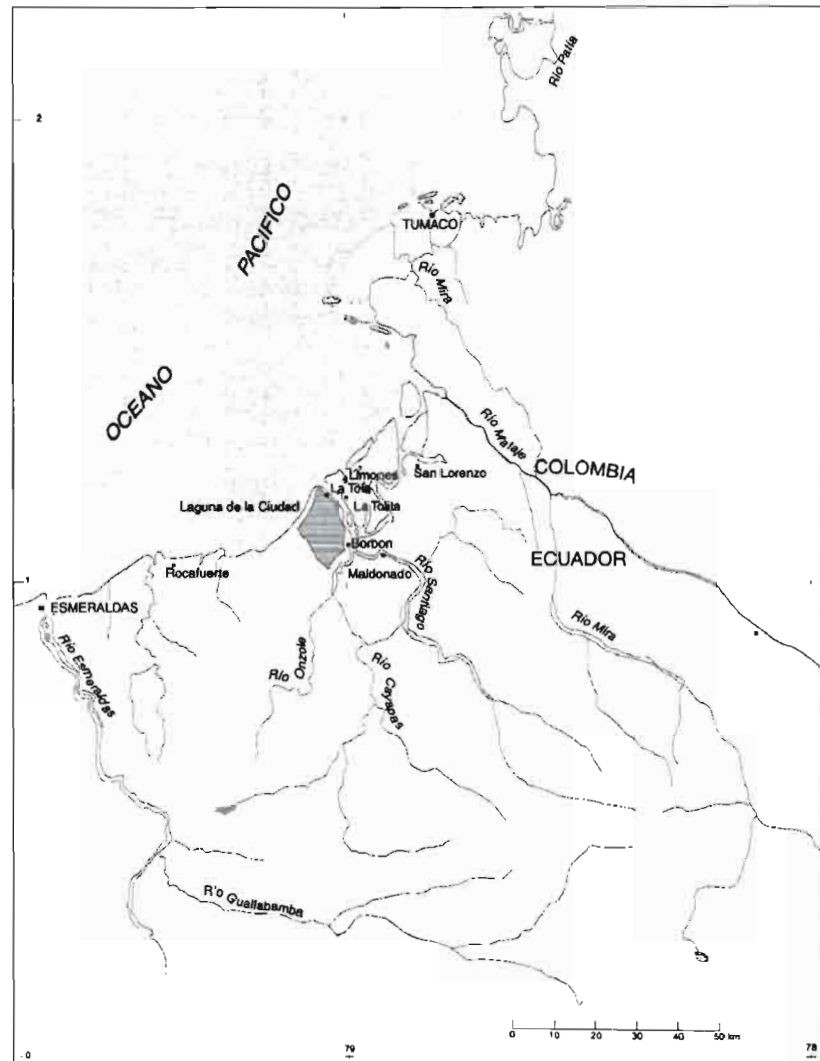 Río Patía
2
PACIFICO
TUMACO
Río Mira
OCEANO
Río Mataje
COLOMBIA
Limones
San Lorenzo
La Tola
Laguna de la Ciudad
La Tolita
Borbon
ECUADOR
Rocafuerte
Maldonado
Río Santiago
1
ESMERALDAS
Río Mira
Río Esmeraldas
Río Onzole
Río Cayapas
Río Guallabamba
0 10 20 30 40 50 km
0
79
78